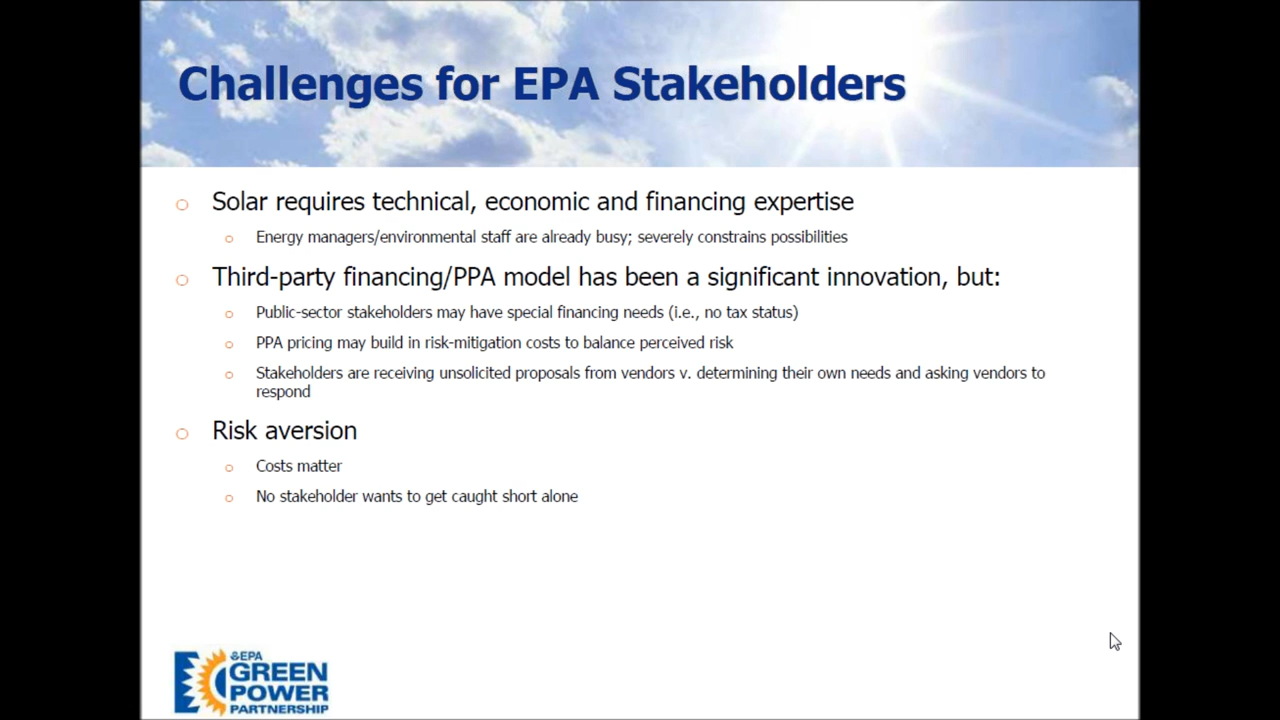 Challenges for EPA Stakeholders
Solar requires technical, economic and financing expertise
Energy managers/environmental staff are already busy; severely constrains possibilities
Third-party financing/PPA model has been a significant innovation, but:
Public-sector stakeholders may have special financing needs (i.e., no tax status)
PPA pricing may build in risk-mitigation costs to balance perceived risk
Stakeholders are receiving unsolicited proposals from vendors v. determining their own needs and asking vendors to
respond
Risk aversion
Costs matter
No stakeholder wants to get caught short alone
EPA
GREEN
POWER
PARTNERSHIP